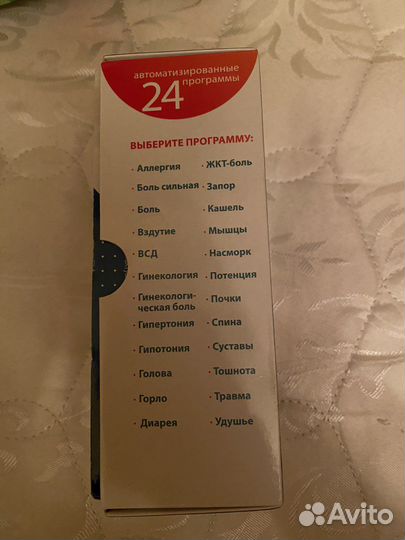 автоматизированные
24 программы
ВЫБЕРИТЕ ПРОГРАММУ:
· Аллергия
· Боль сильная
· Боль
· Вздутие
· ВСД
· Гинекология
· Гинекологи-
ческая боль
· Гипертония
· Гипотония
· Голова
· Горло
· Диарея
· ЖКТ-боль
· Запор
· Кашель
· Мышцы
· Насморк
· Потенция
· Почки
· Спина
· Суставы
· Тошнота
· Травма
· Удушье
Avito